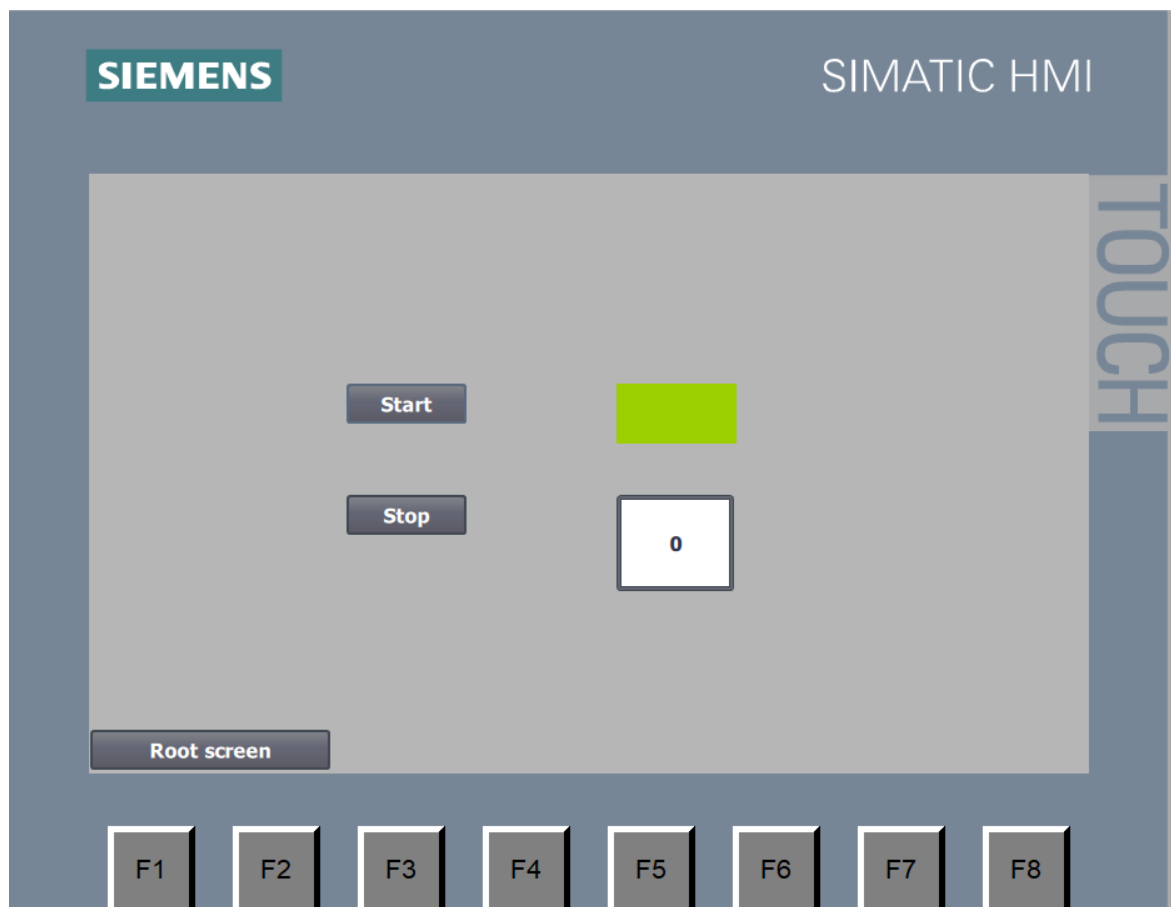 SIEMENS
SIMATIC HMI
TOUCH
Start
Stop
0
Root screen
F1 F2 F3 F4 F5 F6 F7 F8